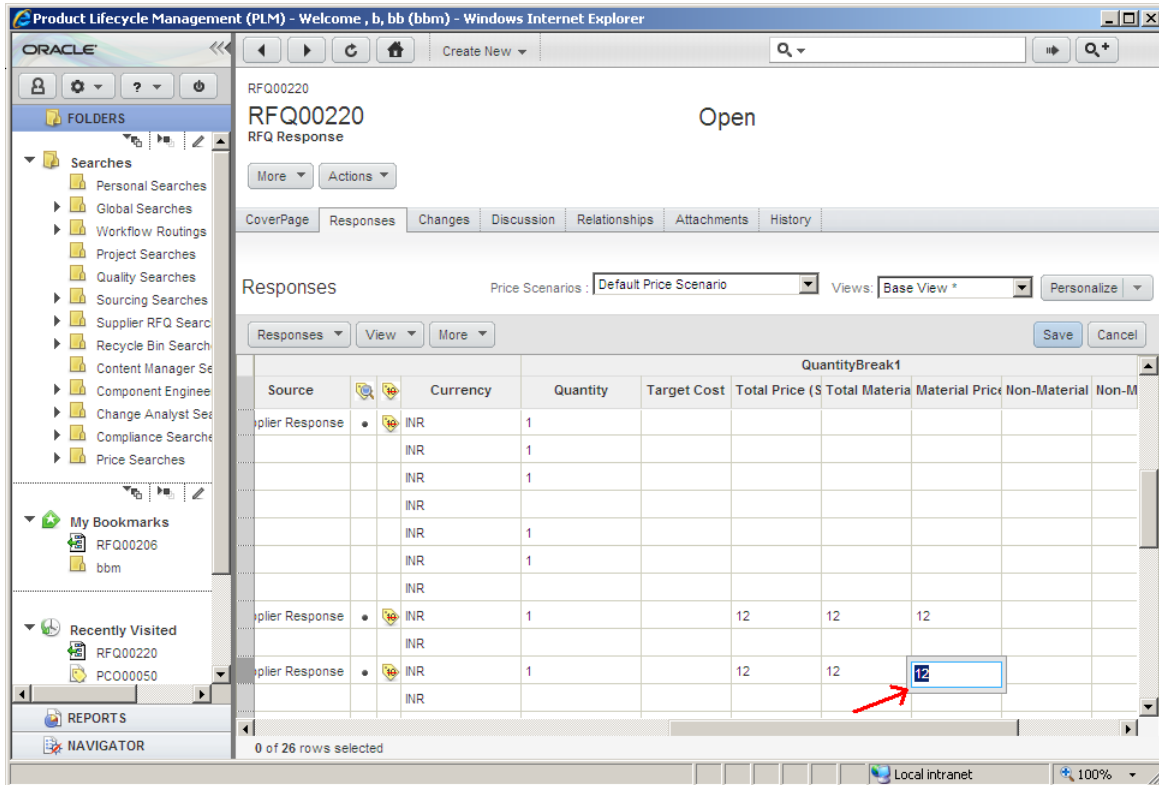 Product Lifecycle Management (PLM) - Welcome , b, bb (bbm) - Windows Internet Explorer
ORACLE
Create New
FOLDERS
Searches
Personal Searches
Global Searches
Workflow Routings
Project Searches
Quality Searches
Sourcing Searches
Supplier RFQ Searc
Recycle Bin Search
Content Manager Se
Component Enginee
Change Analyst Sea
Compliance Searche
Price Searches
My Bookmarks
RFQ00206
bbm
Recently Visited
RFQ00220
PCO00050
REPORTS
NAVIGATOR
RFQ00220
RFQ00220 Open
RFQ Response
More Actions
CoverPage Responses Changes Discussion Relationships Attachments History
Responses Price Scenarios : Default Price Scenario Views: Base View * Personalize
Responses View More Save Cancel
QuantityBreak1
Source Currency Quantity Target Cost Total Price (S Total Materia Material Price Non-Material Non-M
pplier Response INR 1
INR 1
INR 1
INR
INR 1
INR 1
INR
pplier Response INR 1 12 12 12
INR
pplier Response INR 1 12 12 12
INR
0 of 26 rows selected
Local intranet 100%